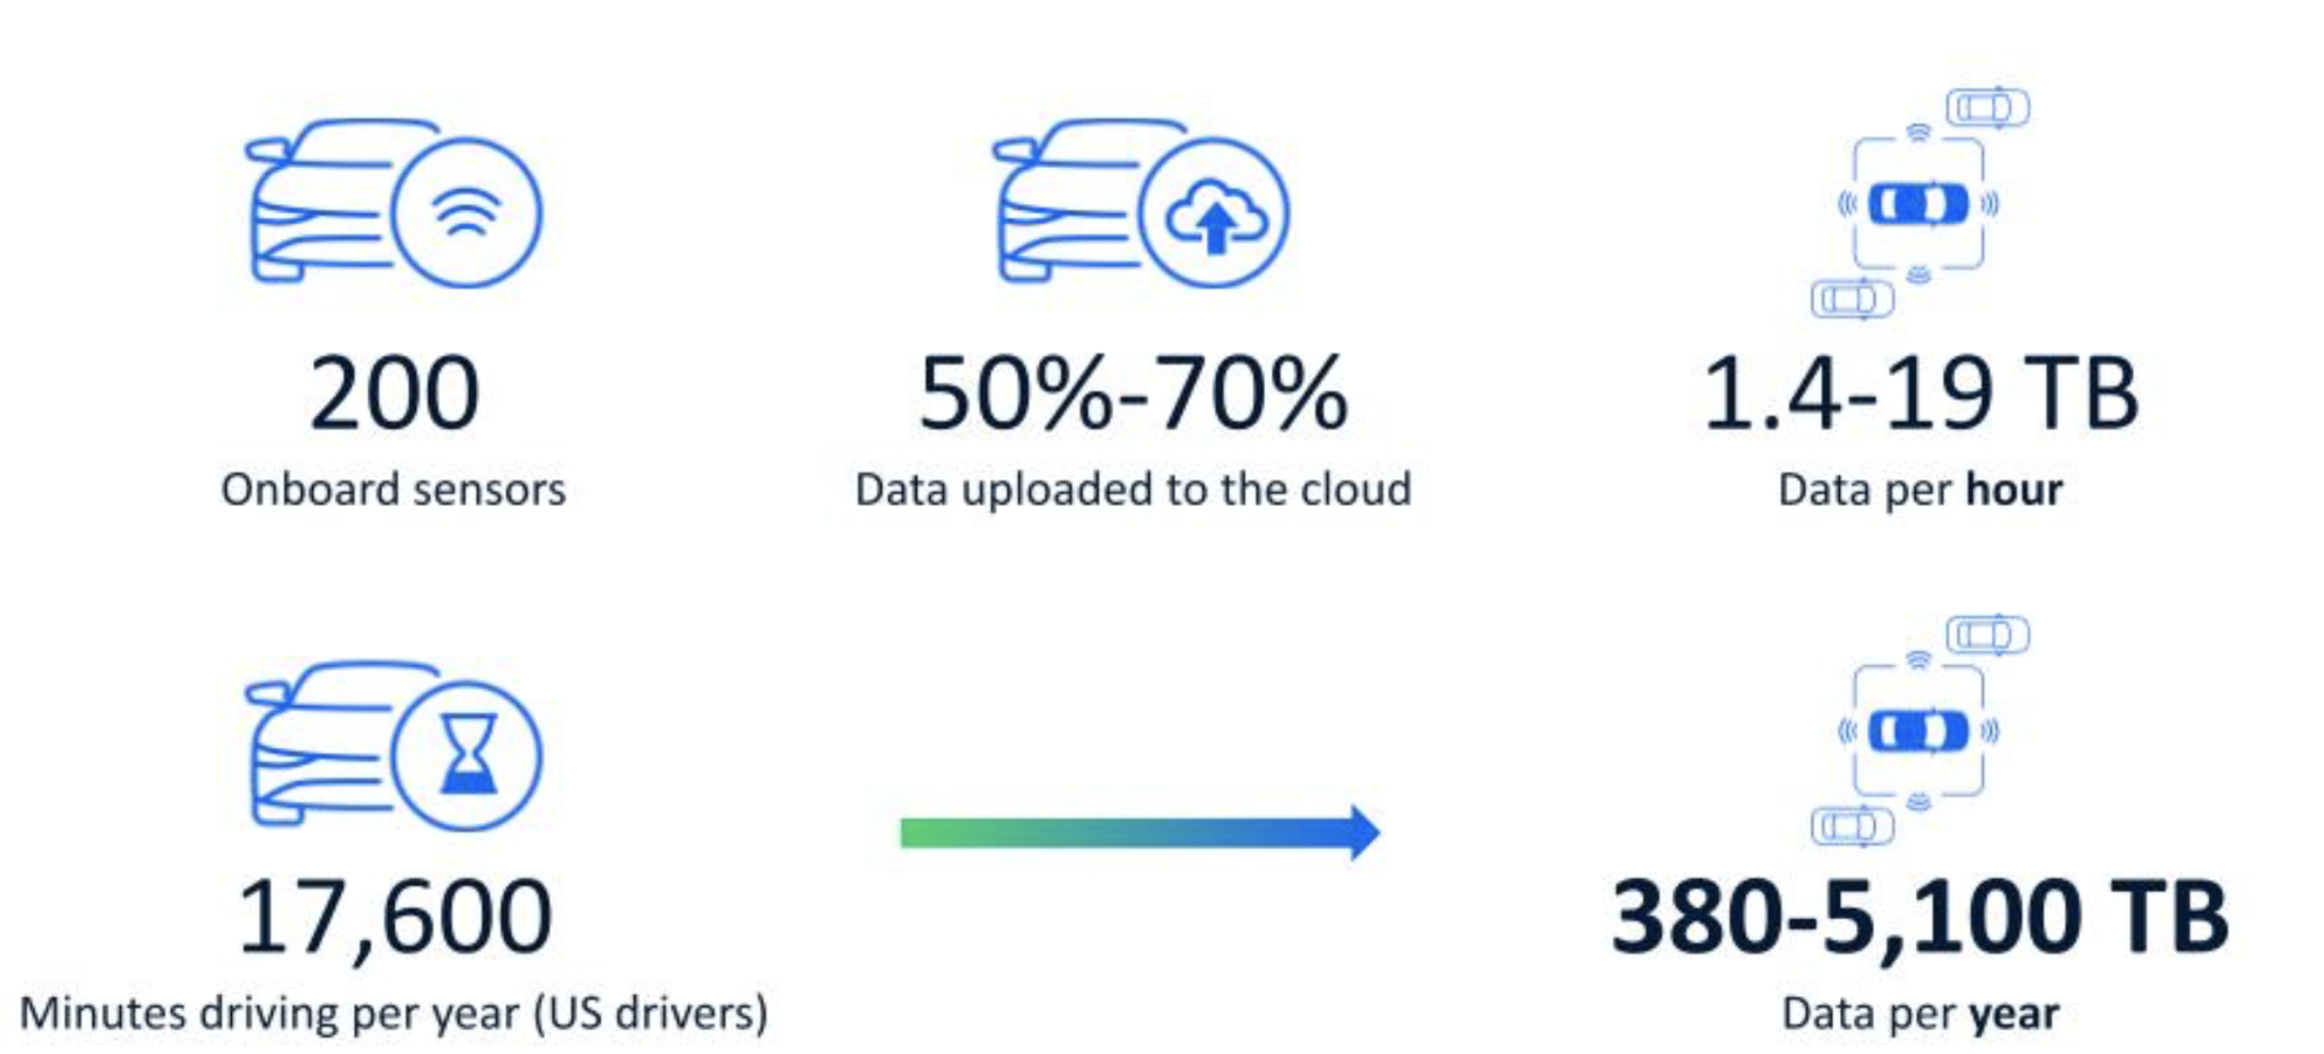 200
Onboard sensors
50%-70%
Data uploaded to the cloud
1.4-19 TB
Data per hour
17,600
Minutes driving per year (US drivers)
380-5,100 TB
Data per year